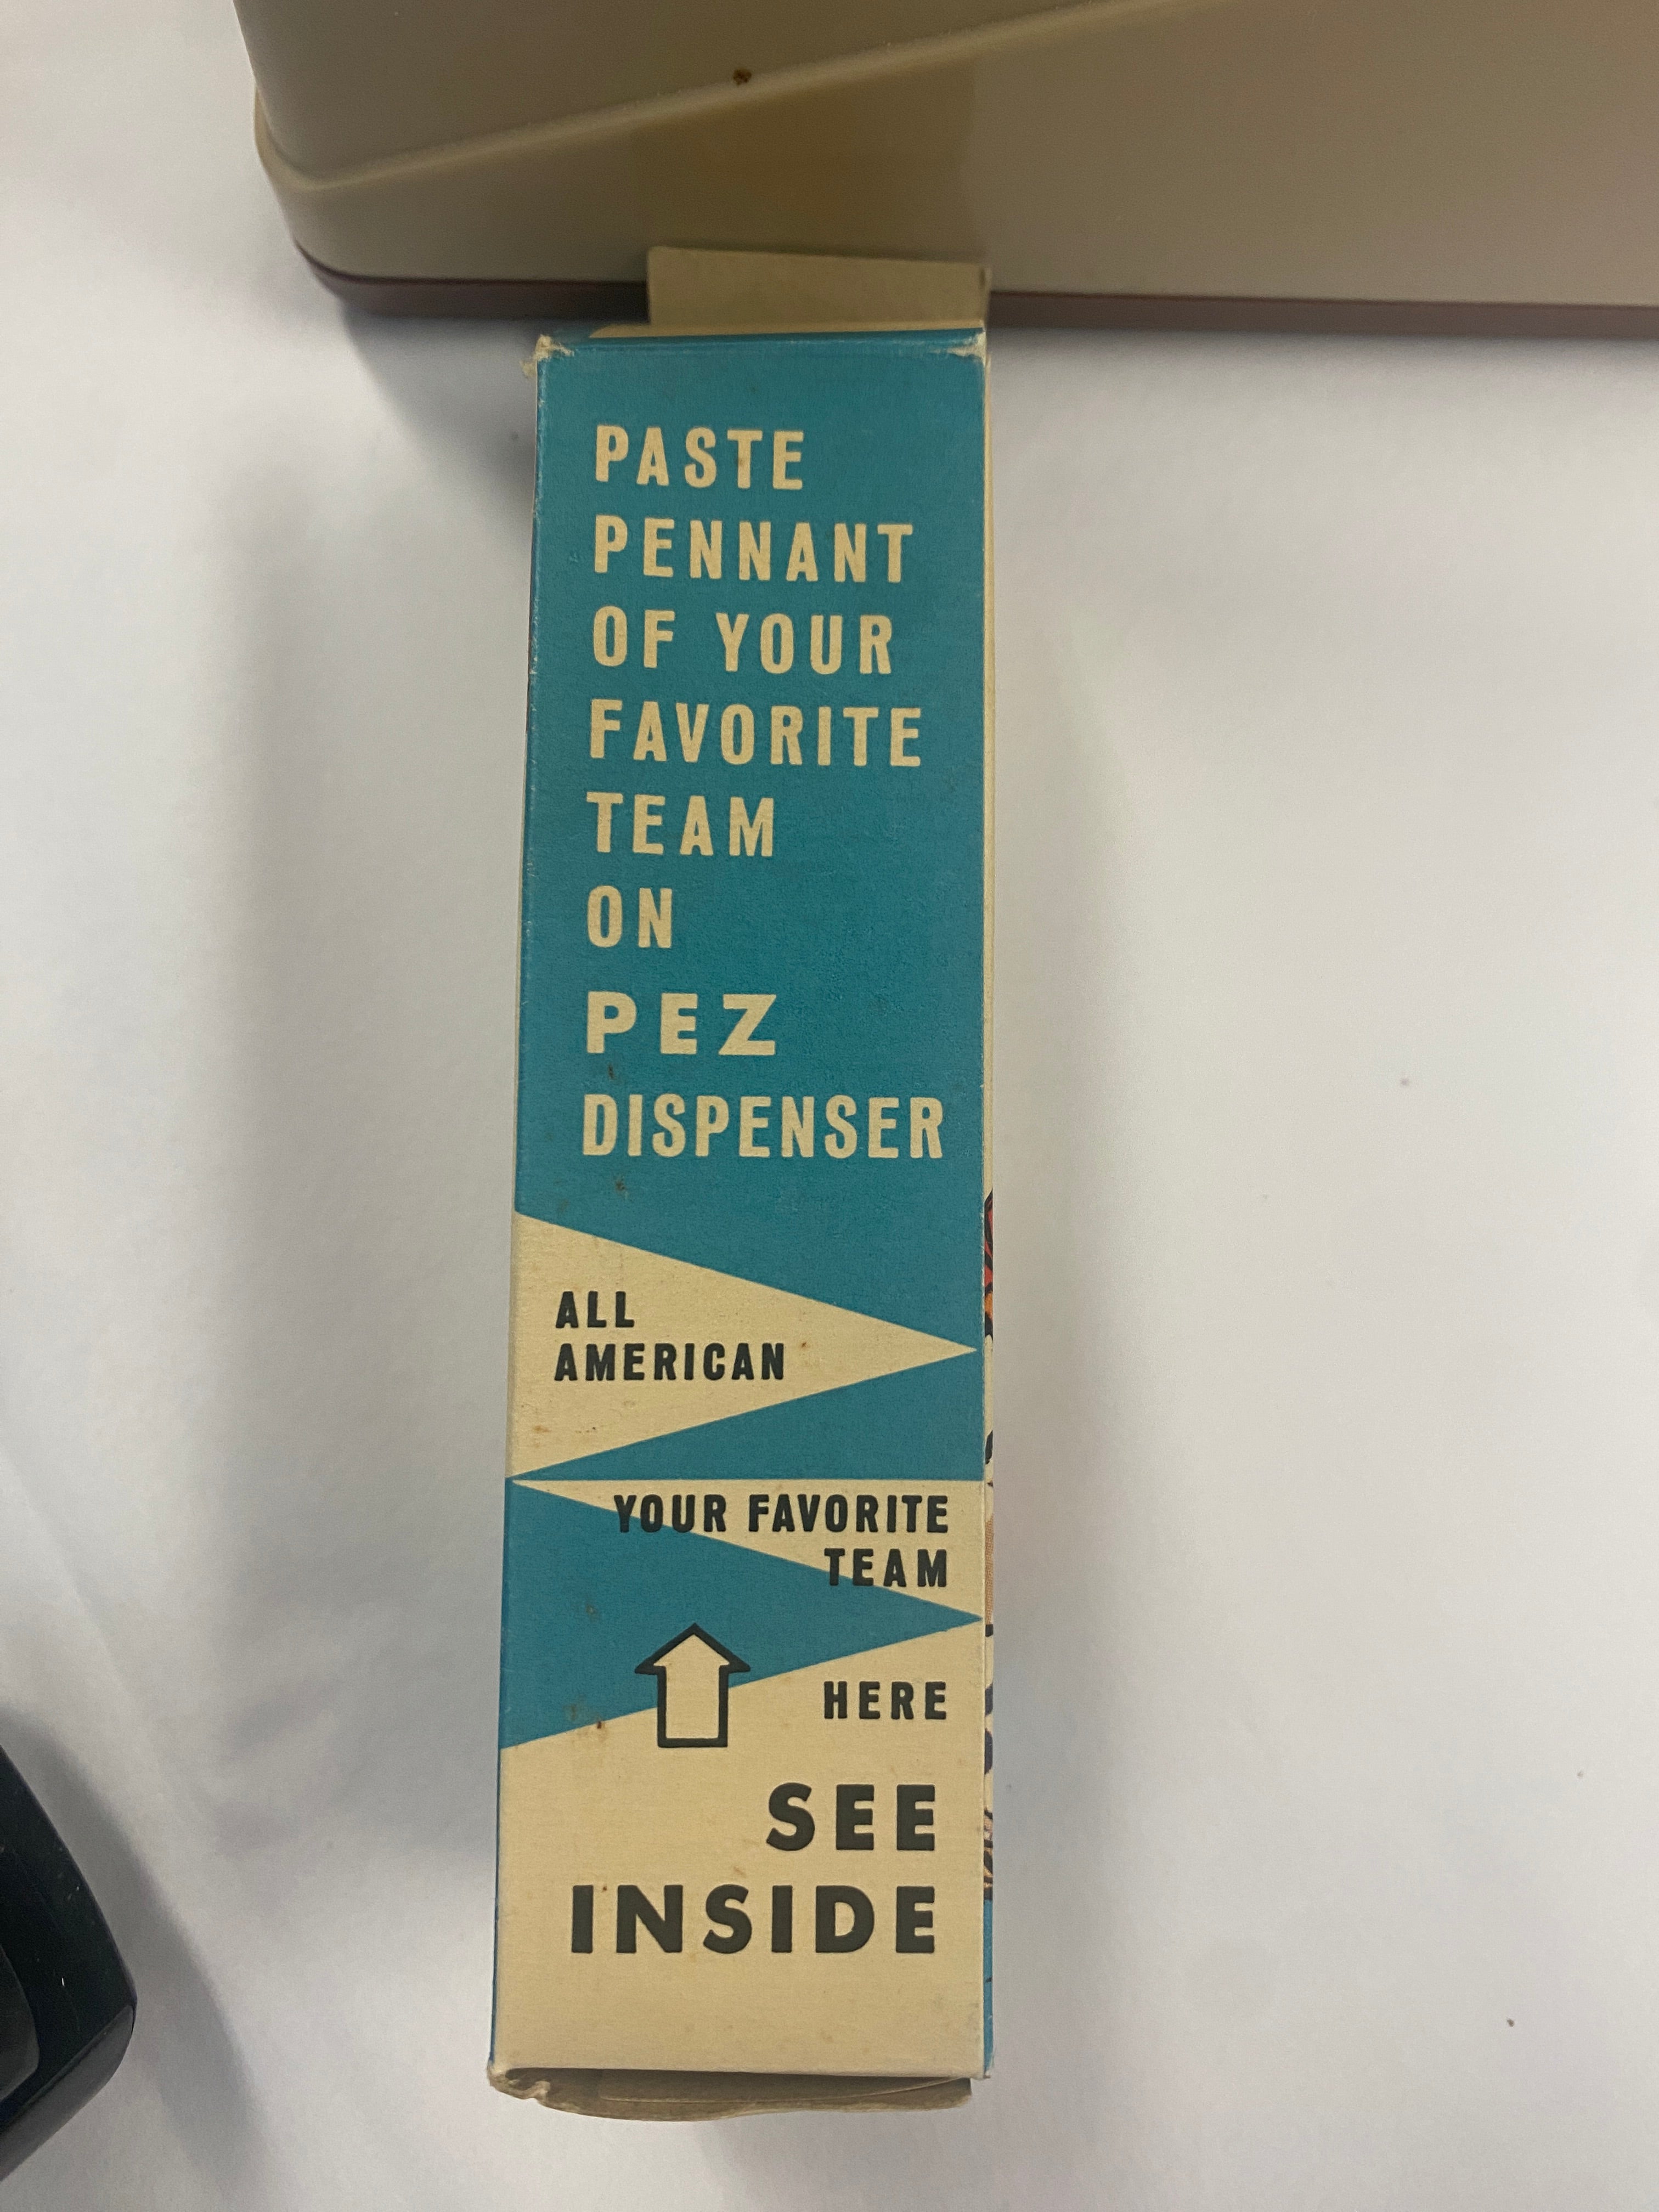 PASTE
PENNANT
OF YOUR
FAVORITE
TEAM
ON
PEZ
DISPENSER
ALL
AMERICAN
YOUR FAVORITE
TEAM
HERE
SEE
INSIDE